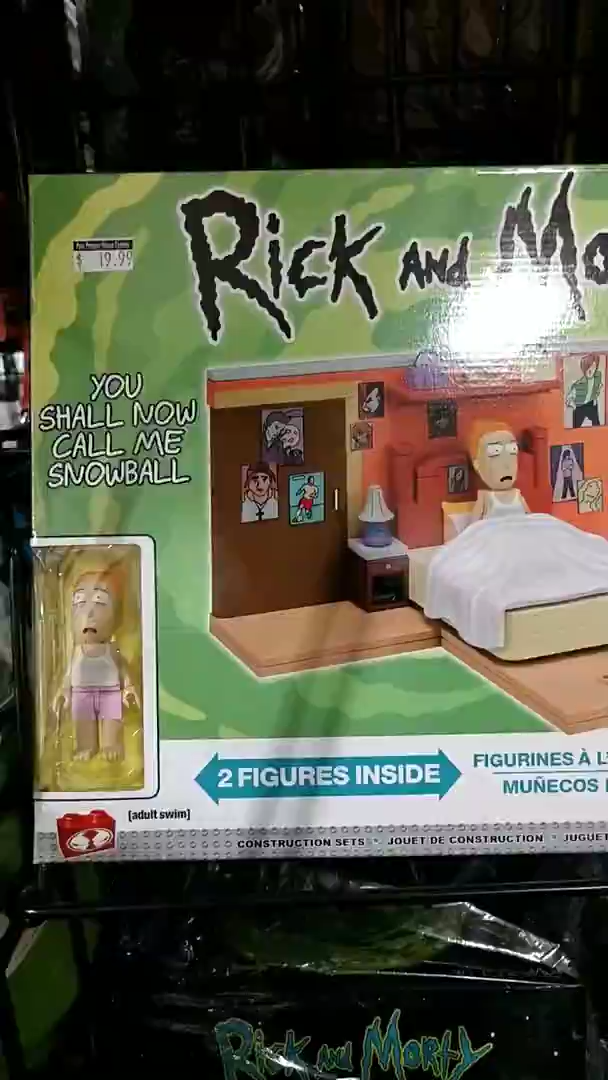 Rick and Mo
$ 19.99
YOU
SHALL NOW
CALL ME
SNOWBALL
2 FIGURES INSIDE
FIGURINES À L'
MUÑECOS
[adult swim]
CONSTRUCTION SETS • JOUET DE CONSTRUCTION • JUGUET
Rick and Morty